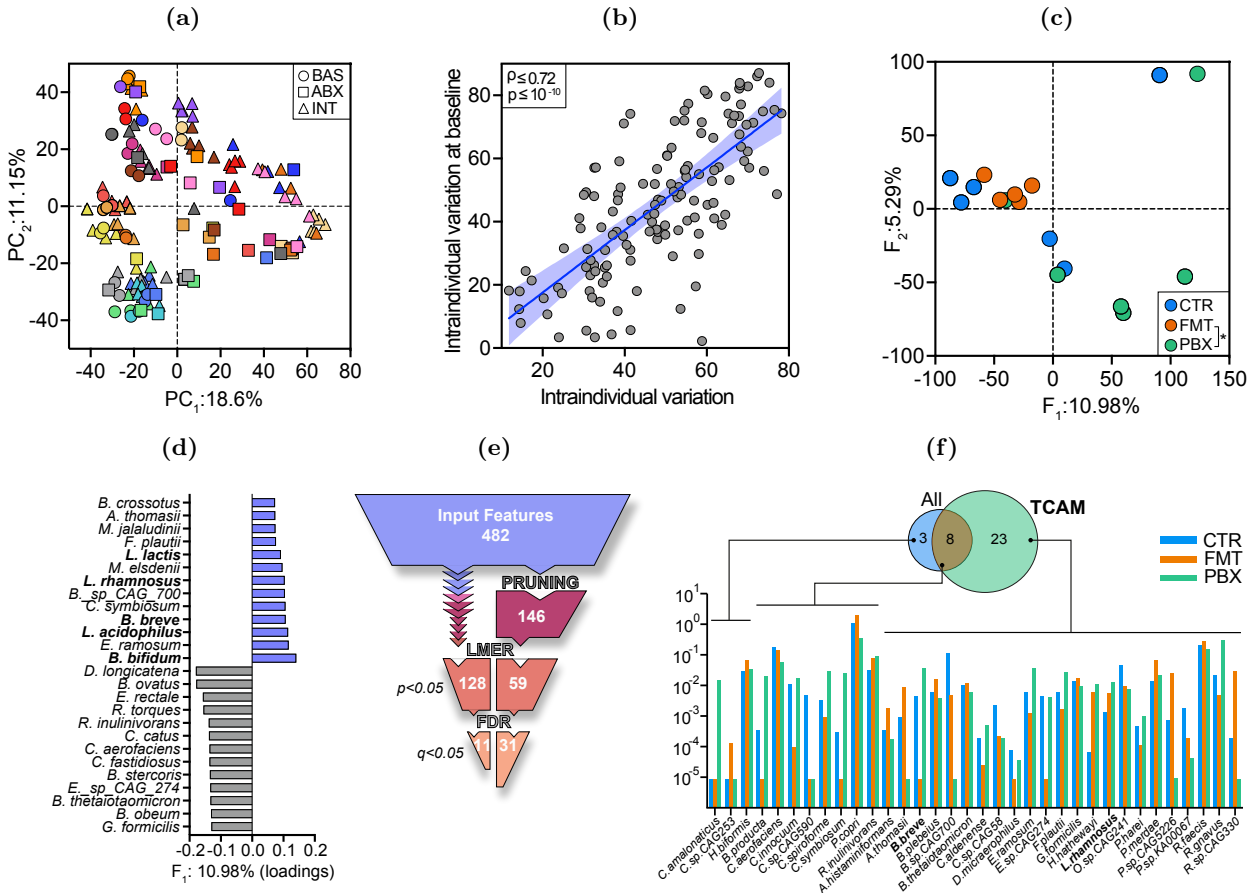 (a)
PC2:11.15%
40
20
0
-20
-40
-40 -20 0 20 40 60 80
PC1:18.6%
BAS
ABX
INT
(b)
Intraindividual variation at baseline
ρ≤0.72
p≤10-10
80
70
60
50
40
30
20
10
0
20 40 60 80
Intraindividual variation
(c)
F2:5.29%
100
50
0
-50
-100
-100 -50 0 50 100 150
F1:10.98%
CTR
FMT
PBX
*
(d)
B. crossotus
A. thomasii
M. jalaludinii
F. plautii
L. lactis
M. elsdenii
L. rhamnosus
B._sp_CAG_700
C. symbiosum
B. breve
L. acidophilus
E. ramosum
B. bifidum
D. longicatena
B. ovatus
E. rectale
R. torques
R. inulinivorans
C. catus
C. aerofaciens
C. fastidiosus
B. stercoris
E._sp_CAG_274
B. thetaiotaomicron
B. obeum
G. formicilis
-0.2 -0.1 0 0.1 0.2
F1: 10.98% (loadings)
(e)
Input Features
482
PRUNING
146
LMER
p<0.05
128 59
FDR
q<0.05
11 31
(f)
All
TCAM
3 8 23
CTR
FMT
PBX
101
100
10-1
10-2
10-3
10-4
10-5
C.amalonaticus
C.sp.CAG253
H.biformis
B.producta
C.aerofaciens
C.innocuum
C.sp.CAG590
C.spiroforme
C.symbiosum
P.copri
R.inulinivorans
A.histaminiformans
A.thomasii
B.breve
B.plebeius
B.sp.CAG700
B.thetaiotaomicron
C.aldenense
C.sp.CAG58
D.micraerophilus
E.ramosum
E.sp.CAG274
F.plautii
G.formicilis
H.hathewayi
L.rhamnosus
O.sp.CAG241
P.harei
P.merdae
P.sp.CAG5226
P.sp.KA00067
R.faecis
R.gnavus
R.sp.CAG330